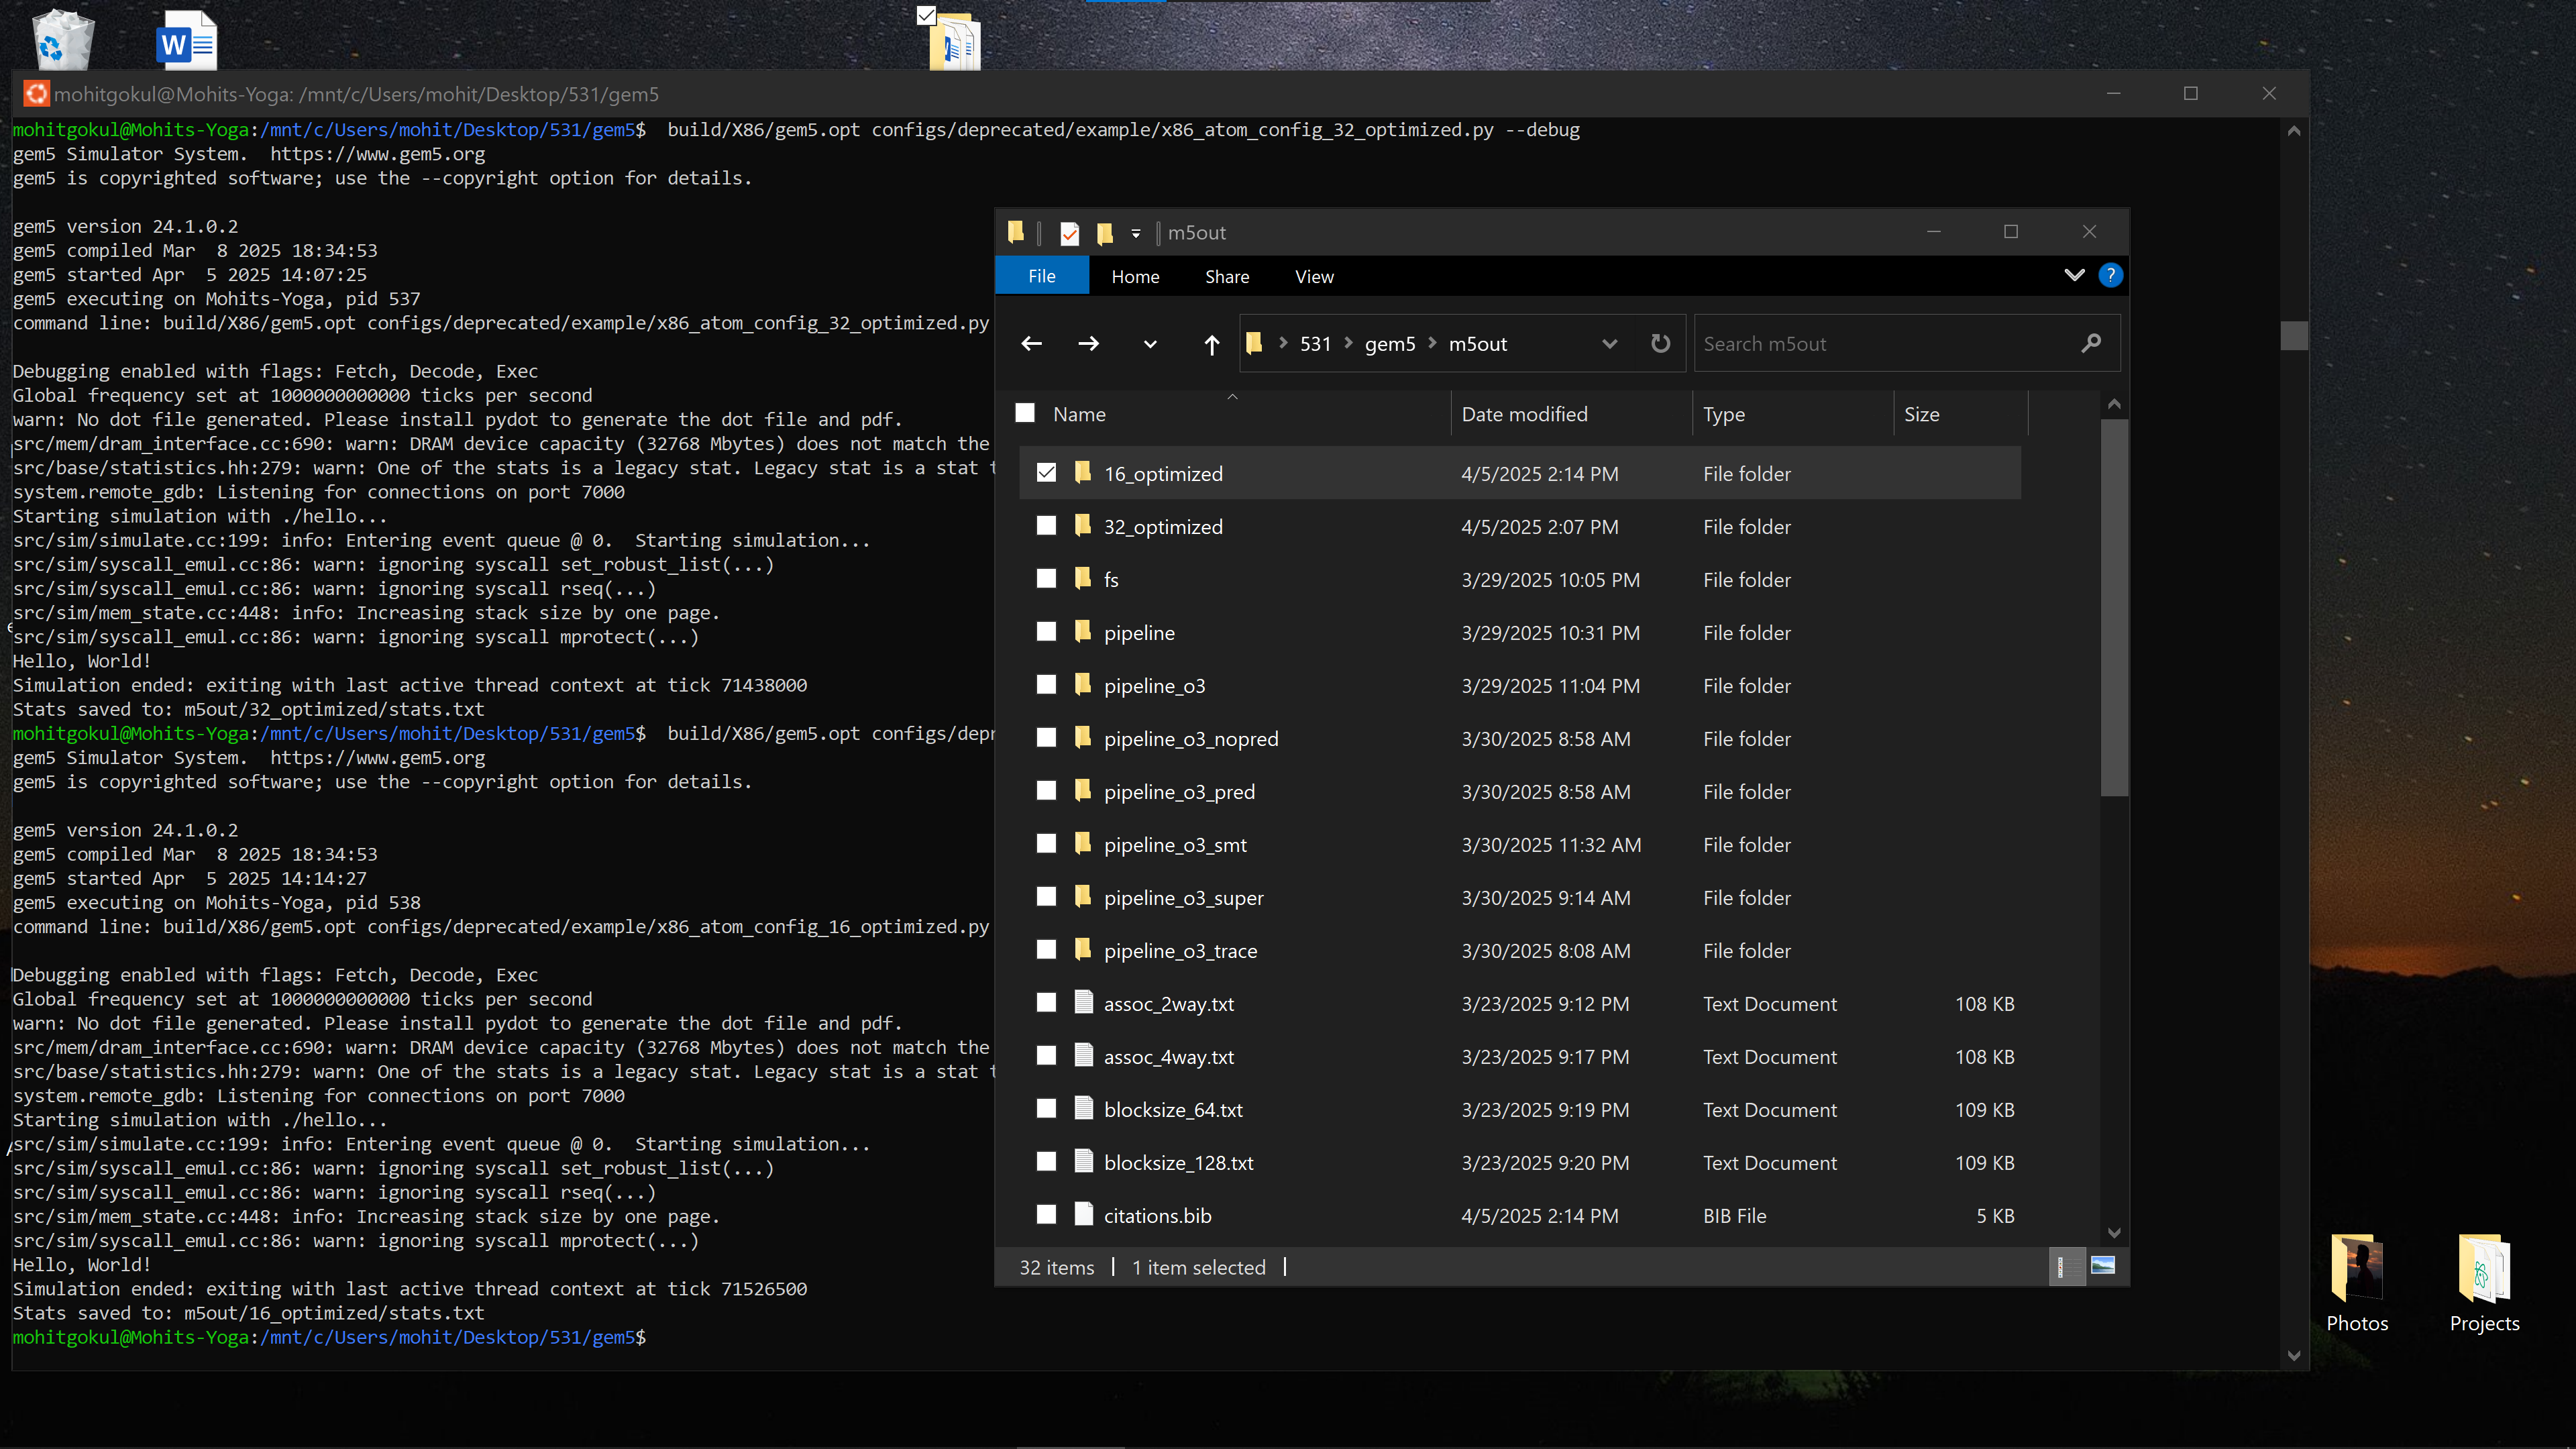 mohitgokul@Mohits-Yoga: /mnt/c/Users/mohit/Desktop/531/gem5
mohitgokul@Mohits-Yoga:/mnt/c/Users/mohit/Desktop/531/gem5$  build/X86/gem5.opt configs/deprecated/example/x86_atom_config_32_optimized.py --debug
gem5 Simulator System.  https://www.gem5.org
gem5 is copyrighted software; use the --copyright option for details.
gem5 version 24.1.0.2
gem5 compiled Mar  8 2025 18:34:53
gem5 started Apr  5 2025 14:07:25
gem5 executing on Mohits-Yoga, pid 537
command line: build/X86/gem5.opt configs/deprecated/example/x86_atom_config_32_optimized.py
Debugging enabled with flags: Fetch, Decode, Exec
Global frequency set at 1000000000000 ticks per second
warn: No dot file generated. Please install pydot to generate the dot file and pdf.
src/mem/dram_interface.cc:690: warn: DRAM device capacity (32768 Mbytes) does not match the
src/base/statistics.hh:279: warn: One of the stats is a legacy stat. Legacy stat is a stat t
system.remote_gdb: Listening for connections on port 7000
Starting simulation with ./hello...
src/sim/simulate.cc:199: info: Entering event queue @ 0.  Starting simulation...
src/sim/syscall_emul.cc:86: warn: ignoring syscall set_robust_list(...)
src/sim/syscall_emul.cc:86: warn: ignoring syscall rseq(...)
src/sim/mem_state.cc:448: info: Increasing stack size by one page.
src/sim/syscall_emul.cc:86: warn: ignoring syscall mprotect(...)
Hello, World!
Simulation ended: exiting with last active thread context at tick 71438000
Stats saved to: m5out/32_optimized/stats.txt
mohitgokul@Mohits-Yoga:/mnt/c/Users/mohit/Desktop/531/gem5$  build/X86/gem5.opt configs/depr
gem5 Simulator System.  https://www.gem5.org
gem5 is copyrighted software; use the --copyright option for details.
gem5 version 24.1.0.2
gem5 compiled Mar  8 2025 18:34:53
gem5 started Apr  5 2025 14:14:27
gem5 executing on Mohits-Yoga, pid 538
command line: build/X86/gem5.opt configs/deprecated/example/x86_atom_config_16_optimized.py
Debugging enabled with flags: Fetch, Decode, Exec
Global frequency set at 1000000000000 ticks per second
warn: No dot file generated. Please install pydot to generate the dot file and pdf.
src/mem/dram_interface.cc:690: warn: DRAM device capacity (32768 Mbytes) does not match the
src/base/statistics.hh:279: warn: One of the stats is a legacy stat. Legacy stat is a stat t
system.remote_gdb: Listening for connections on port 7000
Starting simulation with ./hello...
src/sim/simulate.cc:199: info: Entering event queue @ 0.  Starting simulation...
src/sim/syscall_emul.cc:86: warn: ignoring syscall set_robust_list(...)
src/sim/syscall_emul.cc:86: warn: ignoring syscall rseq(...)
src/sim/mem_state.cc:448: info: Increasing stack size by one page.
src/sim/syscall_emul.cc:86: warn: ignoring syscall mprotect(...)
Hello, World!
Simulation ended: exiting with last active thread context at tick 71526500
Stats saved to: m5out/16_optimized/stats.txt
mohitgokul@Mohits-Yoga:/mnt/c/Users/mohit/Desktop/531/gem5$
m5out
File Home Share View
531 > gem5 > m5out
Search m5out
Name Date modified Type Size
16_optimized 4/5/2025 2:14 PM File folder
32_optimized 4/5/2025 2:07 PM File folder
fs 3/29/2025 10:05 PM File folder
pipeline 3/29/2025 10:31 PM File folder
pipeline_o3 3/29/2025 11:04 PM File folder
pipeline_o3_nopred 3/30/2025 8:58 AM File folder
pipeline_o3_pred 3/30/2025 8:58 AM File folder
pipeline_o3_smt 3/30/2025 11:32 AM File folder
pipeline_o3_super 3/30/2025 9:14 AM File folder
pipeline_o3_trace 3/30/2025 8:08 AM File folder
assoc_2way.txt 3/23/2025 9:12 PM Text Document 108 KB
assoc_4way.txt 3/23/2025 9:17 PM Text Document 108 KB
blocksize_64.txt 3/23/2025 9:19 PM Text Document 109 KB
blocksize_128.txt 3/23/2025 9:20 PM Text Document 109 KB
citations.bib 4/5/2025 2:14 PM BIB File 5 KB
32 items 1 item selected
Photos
Projects